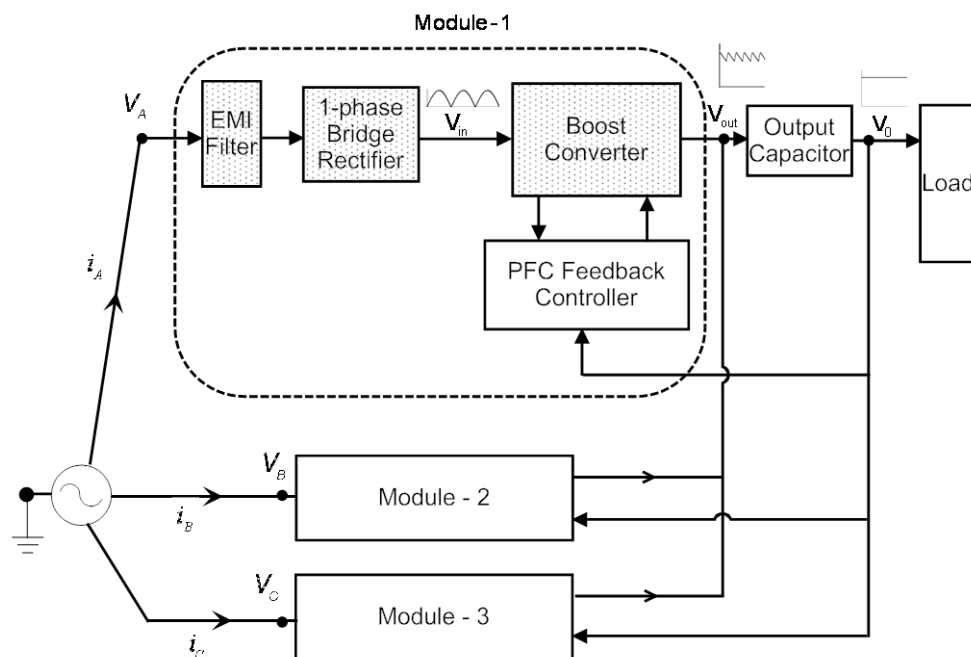 Module-1
V_A
EMI
Filter
1-phase
Bridge
Rectifier
V_in
Boost
Converter
V_out
Output
Capacitor
V_0
Load
PFC Feedback
Controller
i_A
V_B
Module - 2
i_B
V_C
Module - 3
i_C